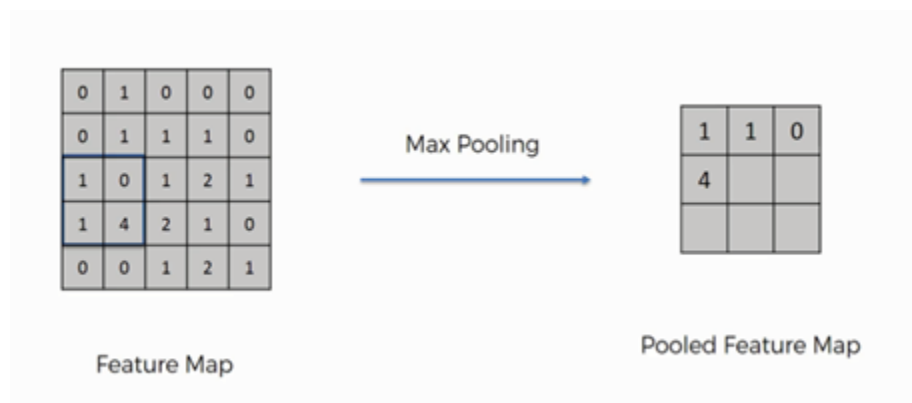 0 1 0 0 0
0 1 1 1 0
1 0 1 2 1
1 4 2 1 0
0 0 1 2 1
Feature Map
Max Pooling
1 1 0
4
Pooled Feature Map